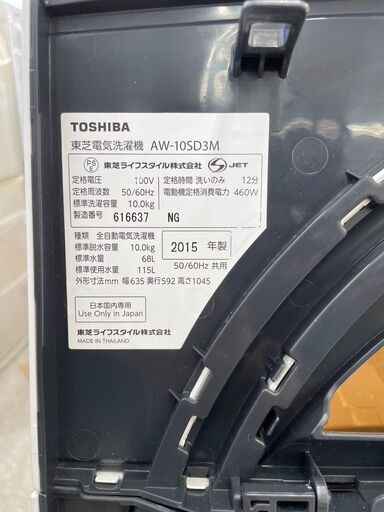 TOSHIBA
東芝電気洗濯機 AW-10SD3M
PS E 東芝ライフスタイル株式会社 JET
定格電圧 100V 定格時間 洗いのみ 12分
定格周波数 50/60Hz 電動機定格消費電力 460W
標準洗濯容量 10.0kg
製造番号 616637 NG
種類 全自動電気洗濯機
標準脱水容量 10.0kg 2015 年製
標準水量 68L
標準使用水量 115L 50/60Hz 共用
外形寸法mm 幅635 奥行592 高さ1045
日本国内専用
Use Only in Japan
東芝ライフスタイル株式会社
MADE IN THAILAND